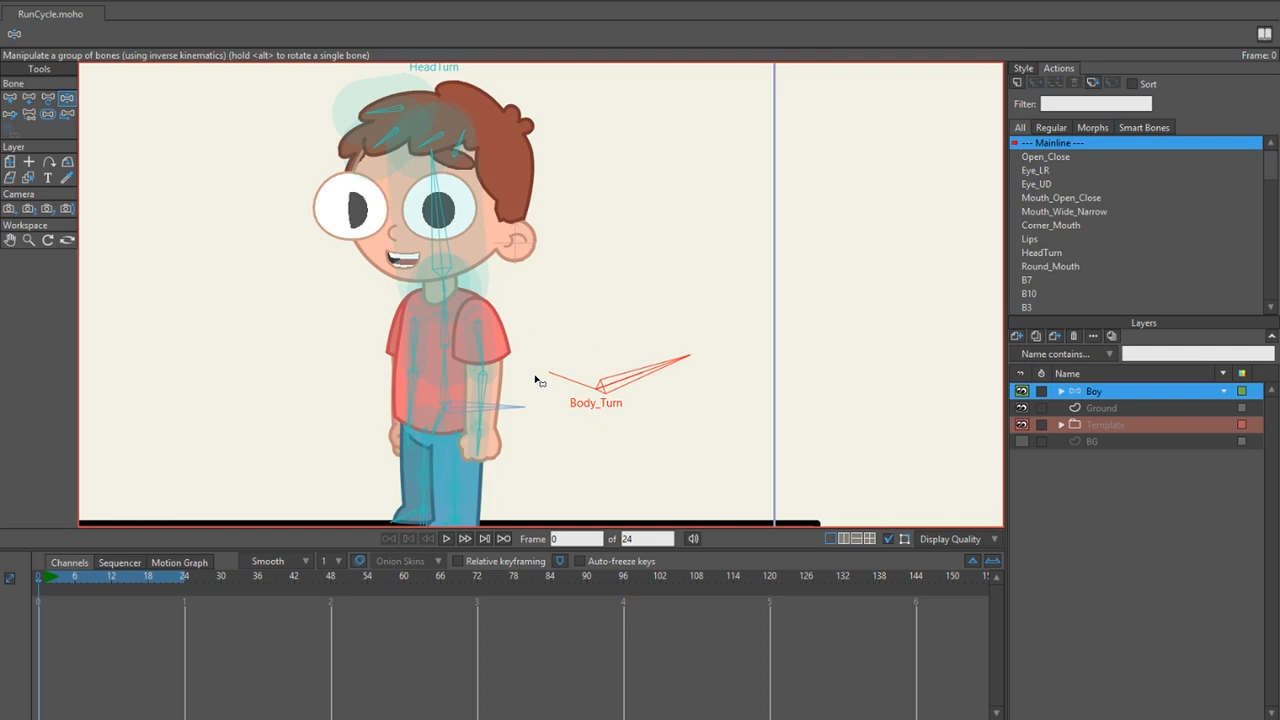 RunCycle.moho
Manipulate a group of bones (using inverse kinematics) (hold <alt> to rotate a single bone)
Frame: 0
Tools
Bone
Layer
Camera
Workspace
HeadTurn
Body_Turn
Style Actions
Sort
Filter:
All Regular Morphs Smart Bones
--- Mainline ---
Open_Close
Eye_LR
Eye_UD
Mouth_Open_Close
Mouth_Wide_Narrow
Corner_Mouth
Lips
HeadTurn
Round_Mouth
B7
B10
B3
Layers
Name contains...
Name
Boy
Ground
Template
BG
Frame 0 of 24 Display Quality
Channels Sequencer Motion Graph Smooth 1 Onion Skins Relative keyframing Auto-freeze keys
0 6 12 18 24 30 36 42 48 54 60 66 72 78 84 90 96 102 108 114 120 126 132 138 144 150
0 1 2 3 4 5 6